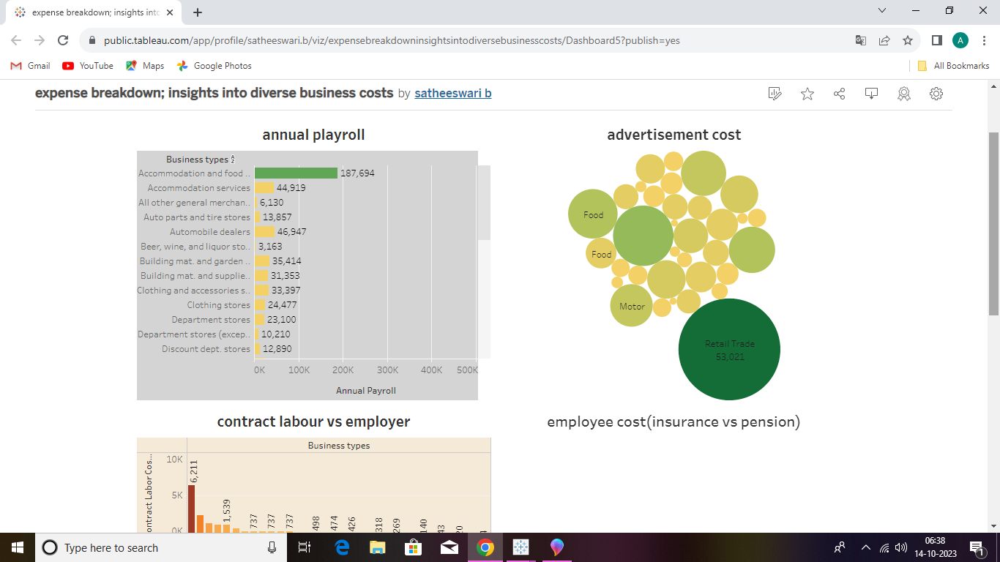 expense breakdown; insights into
public.tableau.com/app/profile/satheeswari.b/viz/expensebreakdowninsightsintodiversebusinesscosts/Dashboard5?publish=yes
A
Gmail
YouTube
Maps
Google Photos
All Bookmarks
expense breakdown; insights into diverse business costs by satheeswari b
annual playroll
Business types
Accommodation and food .. 187,694
Accommodation services 44,919
All other general merchan.. 6,130
Auto parts and tire stores 13,857
Automobile dealers 46,947
Beer, wine, and liquor sto.. 3,163
Building mat. and garden .. 35,414
Building mat. and supplie.. 31,353
Clothing and accessories s.. 33,397
Clothing stores 24,477
Department stores 23,100
Department stores (excep.. 10,210
Discount dept. stores 12,890
0K 100K 200K 300K 400K 500K
Annual Payroll
advertisement cost
Food
Food
Motor
Retail Trade
53,021
contract labour vs employer
Business types
ontract Labor Cos...
10K
5K
0K
6,211
1,539
737
737
737
498
474
426
318
269
140
43
20
4
employee cost(insurance vs pension)
Type here to search
06:38
14-10-2023
1